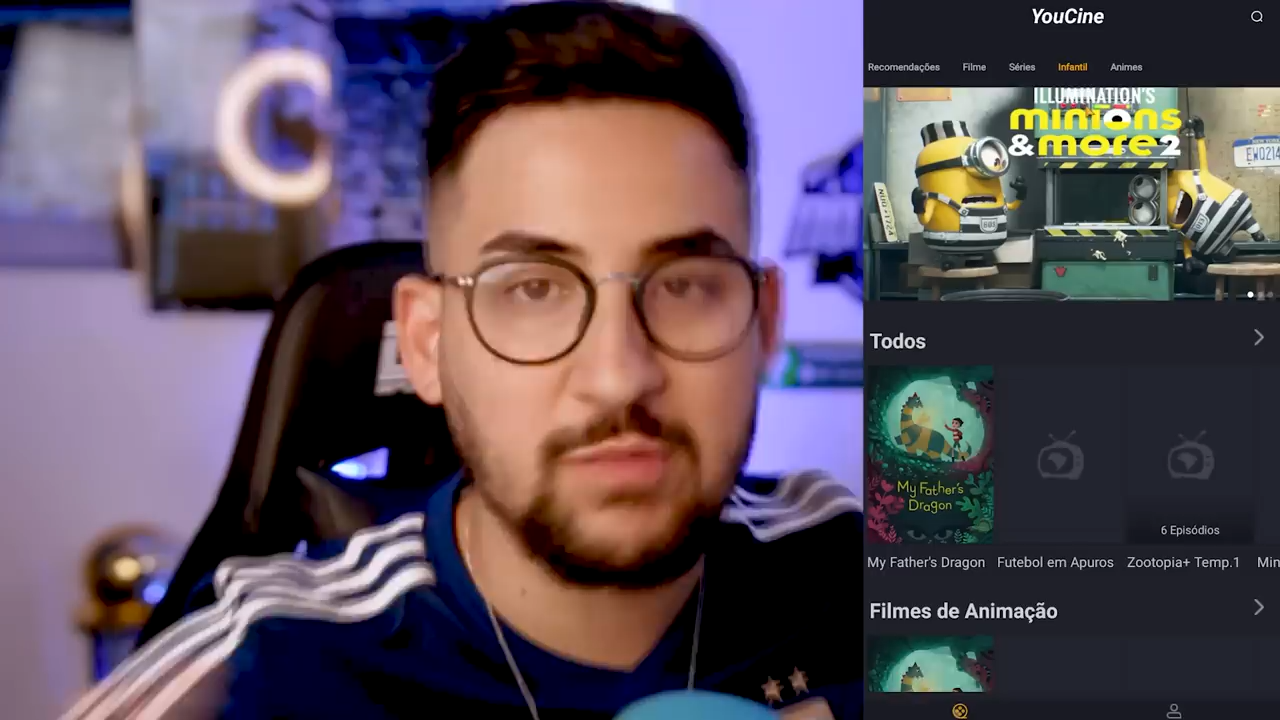 YouCine
Recomendações Filme Séries Infantil Animes
ILLUMINATION'S
minions
& more 2
Todos
My Father's
Dragon
6 Episódios
My Father's Dragon Futebol em Apuros Zootopia+ Temp.1 Min
Filmes de Animação